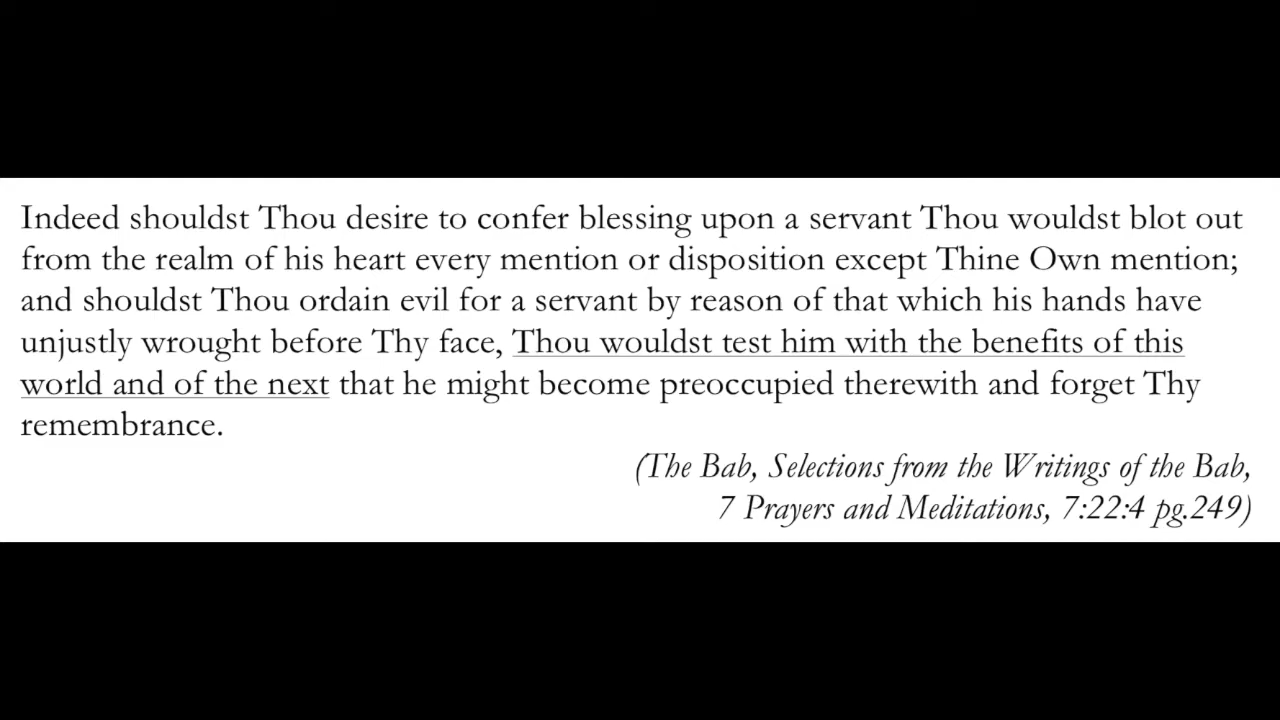 Indeed shouldst Thou desire to confer blessing upon a servant Thou wouldst blot out
from the realm of his heart every mention or disposition except Thine Own mention;
and shouldst Thou ordain evil for a servant by reason of that which his hands have
unjustly wrought before Thy face, Thou wouldst test him with the benefits of this
world and of the next that he might become preoccupied therewith and forget Thy
remembrance.
(The Bab, Selections from the Writings of the Bab,
7 Prayers and Meditations, 7:22:4 pg.249)